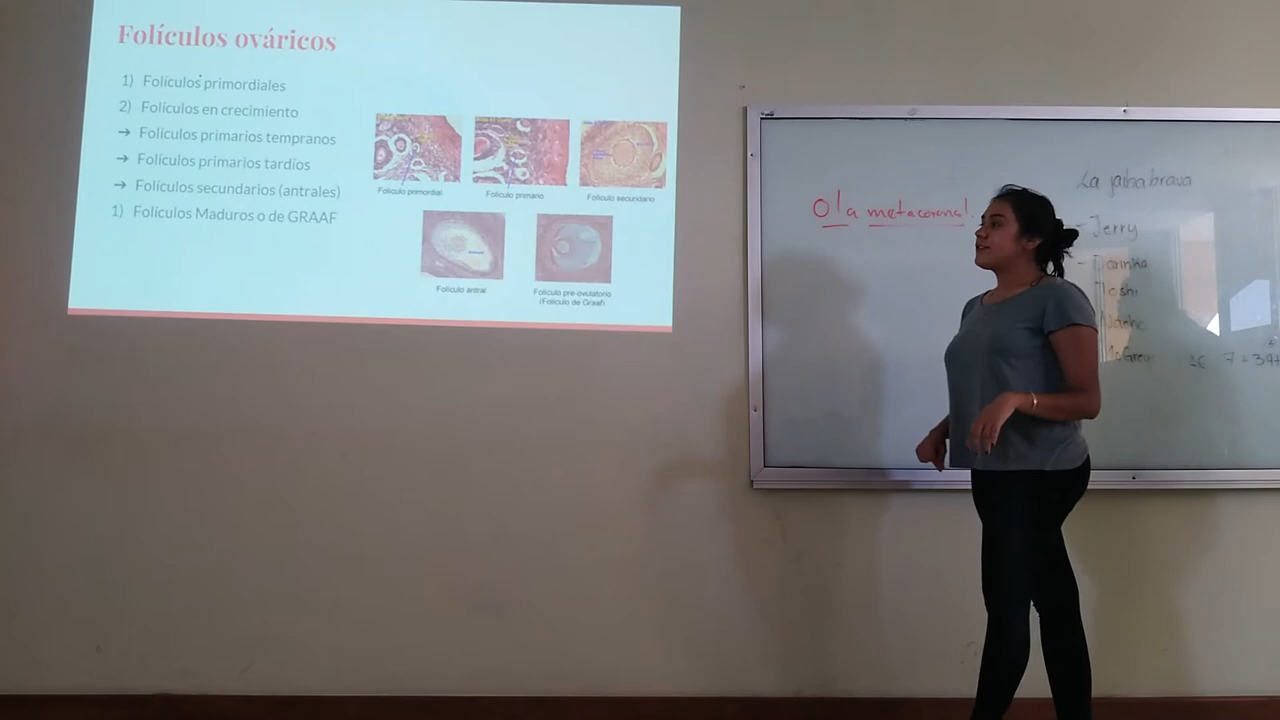 Folículos ováricos
1) Folículos primordiales
2) Folículos en crecimiento
➔ Folículos primarios tempranos
➔ Folículos primarios tardíos
➔ Folículos secundarios (antrales)
1) Folículos Maduros o de GRAAF
Folículo primordial
Folículo primario
Folículo secundario
Folículo antral
Folículo pre-ovulatorio
(Folículo de Graaf)
Ola metacoronal.
La jaiba brava
- Jerry